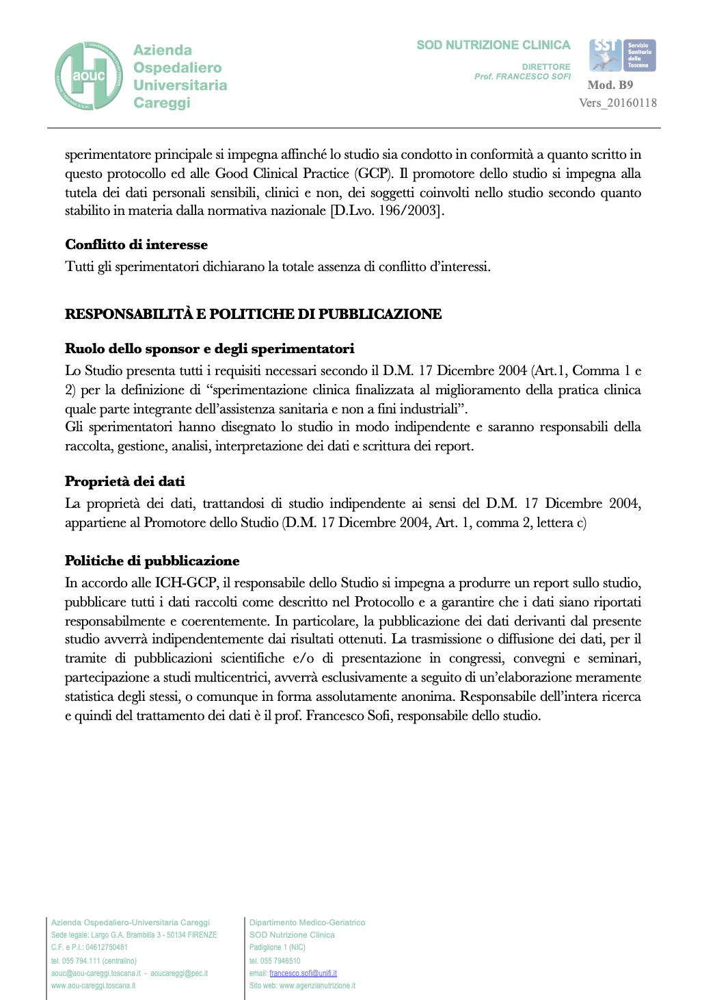 aouc
Azienda
Ospedaliero
Universitaria
Careggi
SOD NUTRIZIONE CLINICA
DIRETTORE
Prof. FRANCESCO SOFI
SST
Servizio
Sanitario
della
Toscana
Mod. B9
Vers_20160118
sperimentatore principale si impegna affinché lo studio sia condotto in conformità a quanto scritto in
questo protocollo ed alle Good Clinical Practice (GCP). Il promotore dello studio si impegna alla
tutela dei dati personali sensibili, clinici e non, dei soggetti coinvolti nello studio secondo quanto
stabilito in materia dalla normativa nazionale [D.Lvo. 196/2003].
Conflitto di interesse
Tutti gli sperimentatori dichiarano la totale assenza di conflitto d’interessi.
RESPONSABILITÀ E POLITICHE DI PUBBLICAZIONE
Ruolo dello sponsor e degli sperimentatori
Lo Studio presenta tutti i requisiti necessari secondo il D.M. 17 Dicembre 2004 (Art.1, Comma 1 e
2) per la definizione di “sperimentazione clinica finalizzata al miglioramento della pratica clinica
quale parte integrante dell’assistenza sanitaria e non a fini industriali”.
Gli sperimentatori hanno disegnato lo studio in modo indipendente e saranno responsabili della
raccolta, gestione, analisi, interpretazione dei dati e scrittura dei report.
Proprietà dei dati
La proprietà dei dati, trattandosi di studio indipendente ai sensi del D.M. 17 Dicembre 2004,
appartiene al Promotore dello Studio (D.M. 17 Dicembre 2004, Art. 1, comma 2, lettera c)
Politiche di pubblicazione
In accordo alle ICH-GCP, il responsabile dello Studio si impegna a produrre un report sullo studio,
pubblicare tutti i dati raccolti come descritto nel Protocollo e a garantire che i dati siano riportati
responsabilmente e coerentemente. In particolare, la pubblicazione dei dati derivanti dal presente
studio avverrà indipendentemente dai risultati ottenuti. La trasmissione o diffusione dei dati, per il
tramite di pubblicazioni scientifiche e/o di presentazione in congressi, convegni e seminari,
partecipazione a studi multicentrici, avverrà esclusivamente a seguito di un’elaborazione meramente
statistica degli stessi, o comunque in forma assolutamente anonima. Responsabile dell’intera ricerca
e quindi del trattamento dei dati è il prof. Francesco Sofi, responsabile dello studio.
Azienda Ospedaliero-Universitaria Careggi
Sede legale: Largo G.A. Brambilla 3 - 50134 FIRENZE
C.F. e P.I.: 04612750481
tel. 055 794.111 (centralino)
aouc@aou-careggi.toscana.it - aoucareggi@pec.it
www.aou-careggi.toscana.it
Dipartimento Medico-Geriatrico
SOD Nutrizione Clinica
Padiglione 1 (NIC)
tel. 055 7946510
email: francesco.sofi@unifi.it
Sito web: www.agenzianutrizione.it